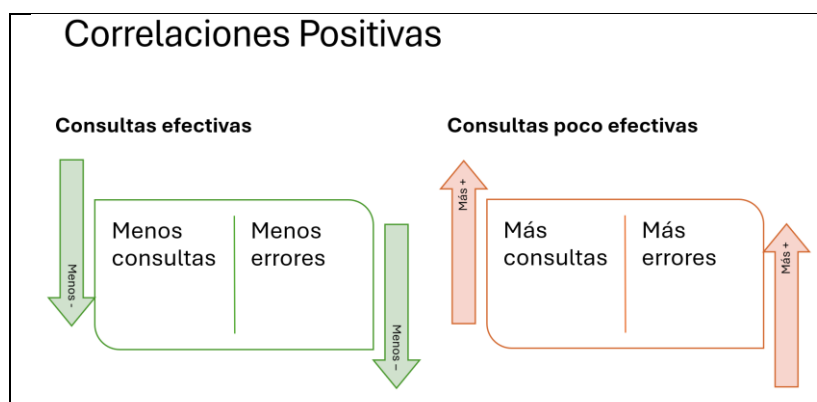 Correlaciones Positivas
Consultas efectivas
Menos -
Menos
consultas
Menos
errores
Menos –
Consultas poco efectivas
Más +
Más
consultas
Más
errores
Más +